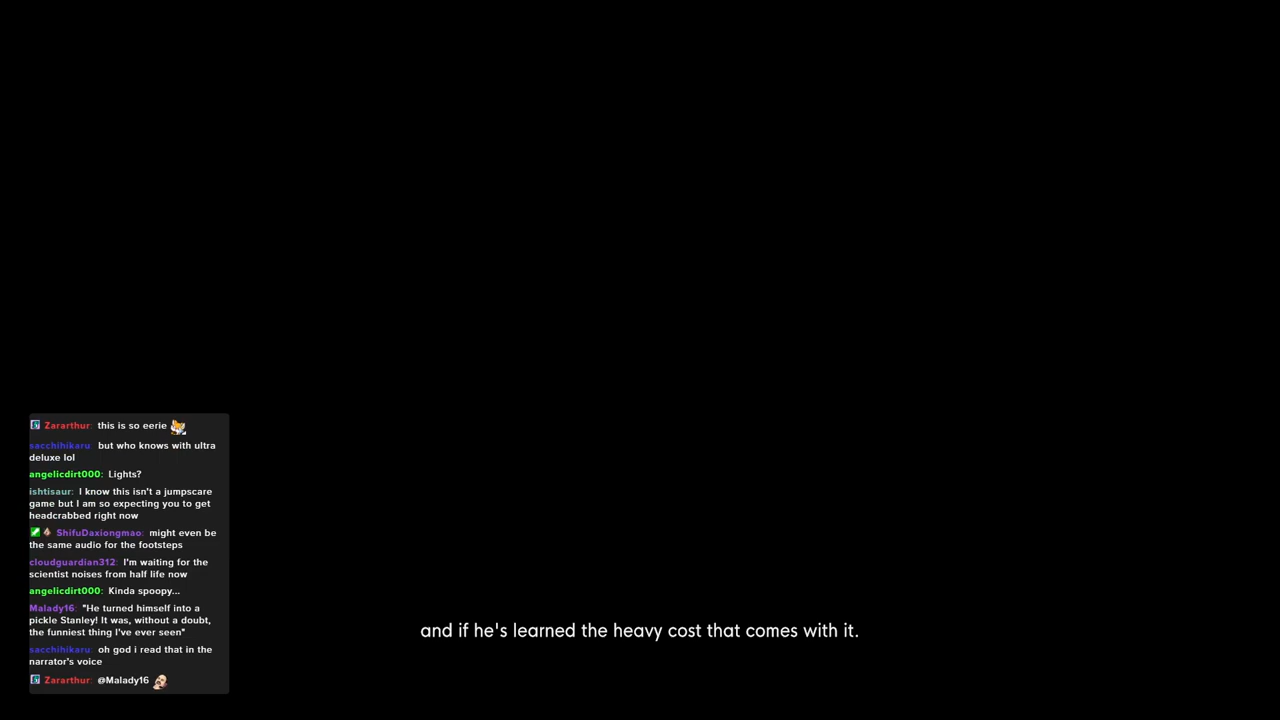 Zararthur: this is so eerie
sacchihikaru: but who knows with ultra
deluxe lol
angelicdirt000: Lights?
ishtisaur: I know this isn't a jumpscare
game but I am so expecting you to get
headcrabbed right now
ShifuDaxiongmao: might even be
the same audio for the footsteps
cloudguardian312: I'm waiting for the
scientist noises from half life now
angelicdirt000: Kinda spoopy...
Malady16: "He turned himself into a
pickle Stanley! It was, without a doubt,
the funniest thing I've ever seen"
sacchihikaru: oh god i read that in the
narrator's voice
Zararthur: @Malady16
and if he's learned the heavy cost that comes with it.